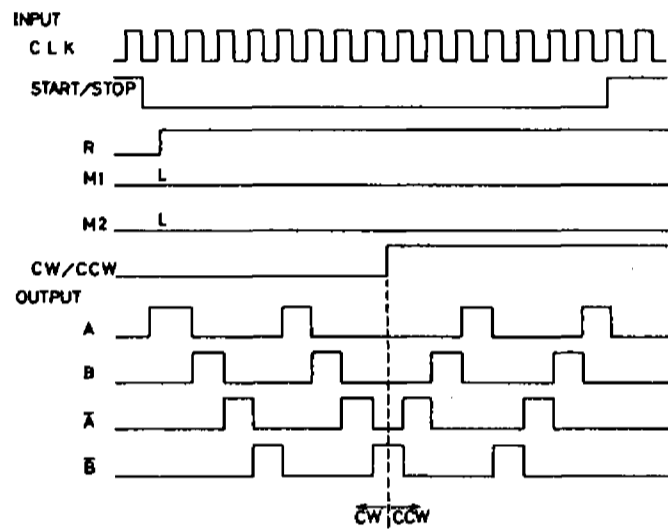 INPUT
CLK
START/STOP
R
M1 L
M2 L
CW/CCW
OUTPUT
A
B
A̅
B̅
CW CCW